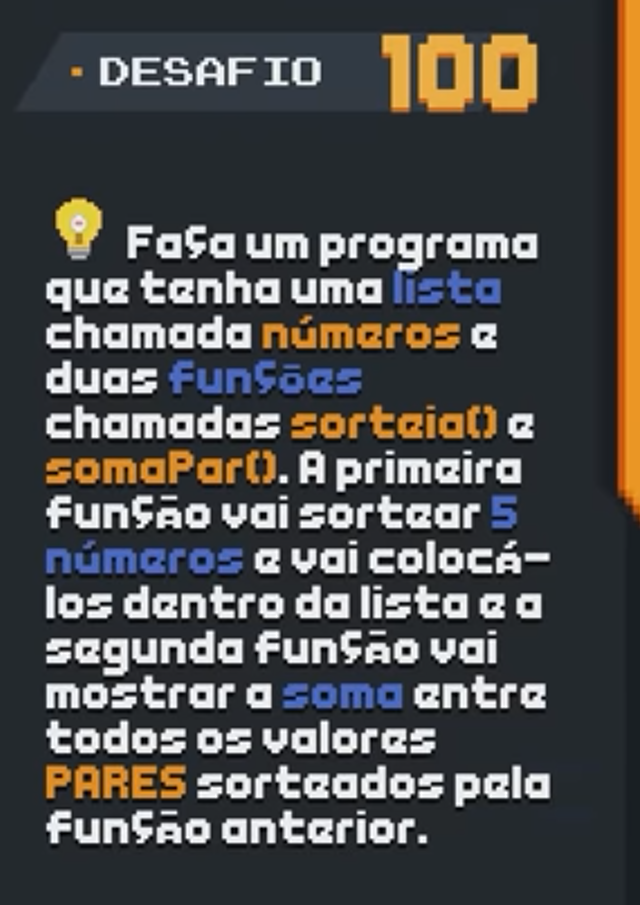 DESAFIO 100
Faça um programa
que tenha uma lista
chamada números e
duas funções
chamadas sorteia() e
somaPar(). A primeira
função vai sortear 5
números e vai colocá-
los dentro da lista e a
segunda função vai
mostrar a soma entre
todos os valores
PARES sorteados pela
função anterior.